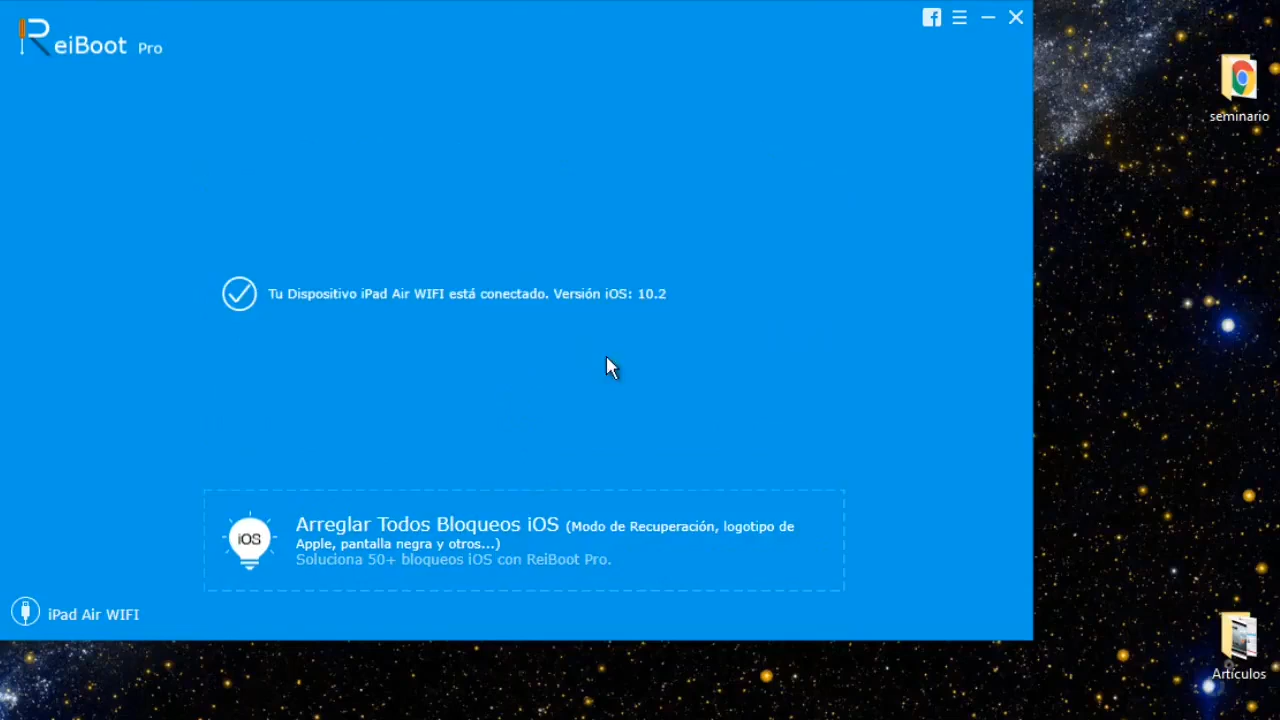 ReiBoot Pro
seminario
Tu Dispositivo iPad Air WIFI está conectado. Versión iOS: 10.2
iOS
Arreglar Todos Bloqueos iOS (Modo de Recuperación, logotipo de
Apple, pantalla negra y otros...)
Soluciona 50+ bloqueos iOS con ReiBoot Pro.
iPad Air WIFI
Artículos